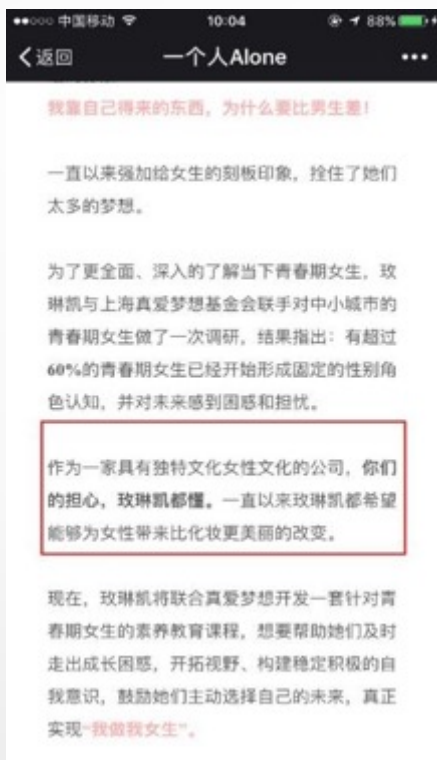 中国移动 10:04 88%
返回 一个人Alone
我靠自己得来的东西，为什么要比男生差！
一直以来强加给女生的刻板印象，拴住了她们
太多的梦想。
为了更全面、深入的了解当下青春期女生，玫
琳凯与上海真爱梦想基金会联手对中小城市的
青春期女生做了一次调研，结果指出：有超过
60%的青春期女生已经开始形成固定的性别角
色认知，并对未来感到困惑和担忧。
作为一家具有独特文化女性文化的公司，你们
的担心，玫琳凯都懂。一直以来玫琳凯都希望
能够为女性带来比化妆更美丽的改变。
现在，玫琳凯将联合真爱梦想开发一套针对青
春期女生的素养教育课程，想要帮助她们及时
走出成长困惑，开拓视野、构建稳定积极的自
我意识，鼓励她们主动选择自己的未来，真正
实现“我做我女生”。